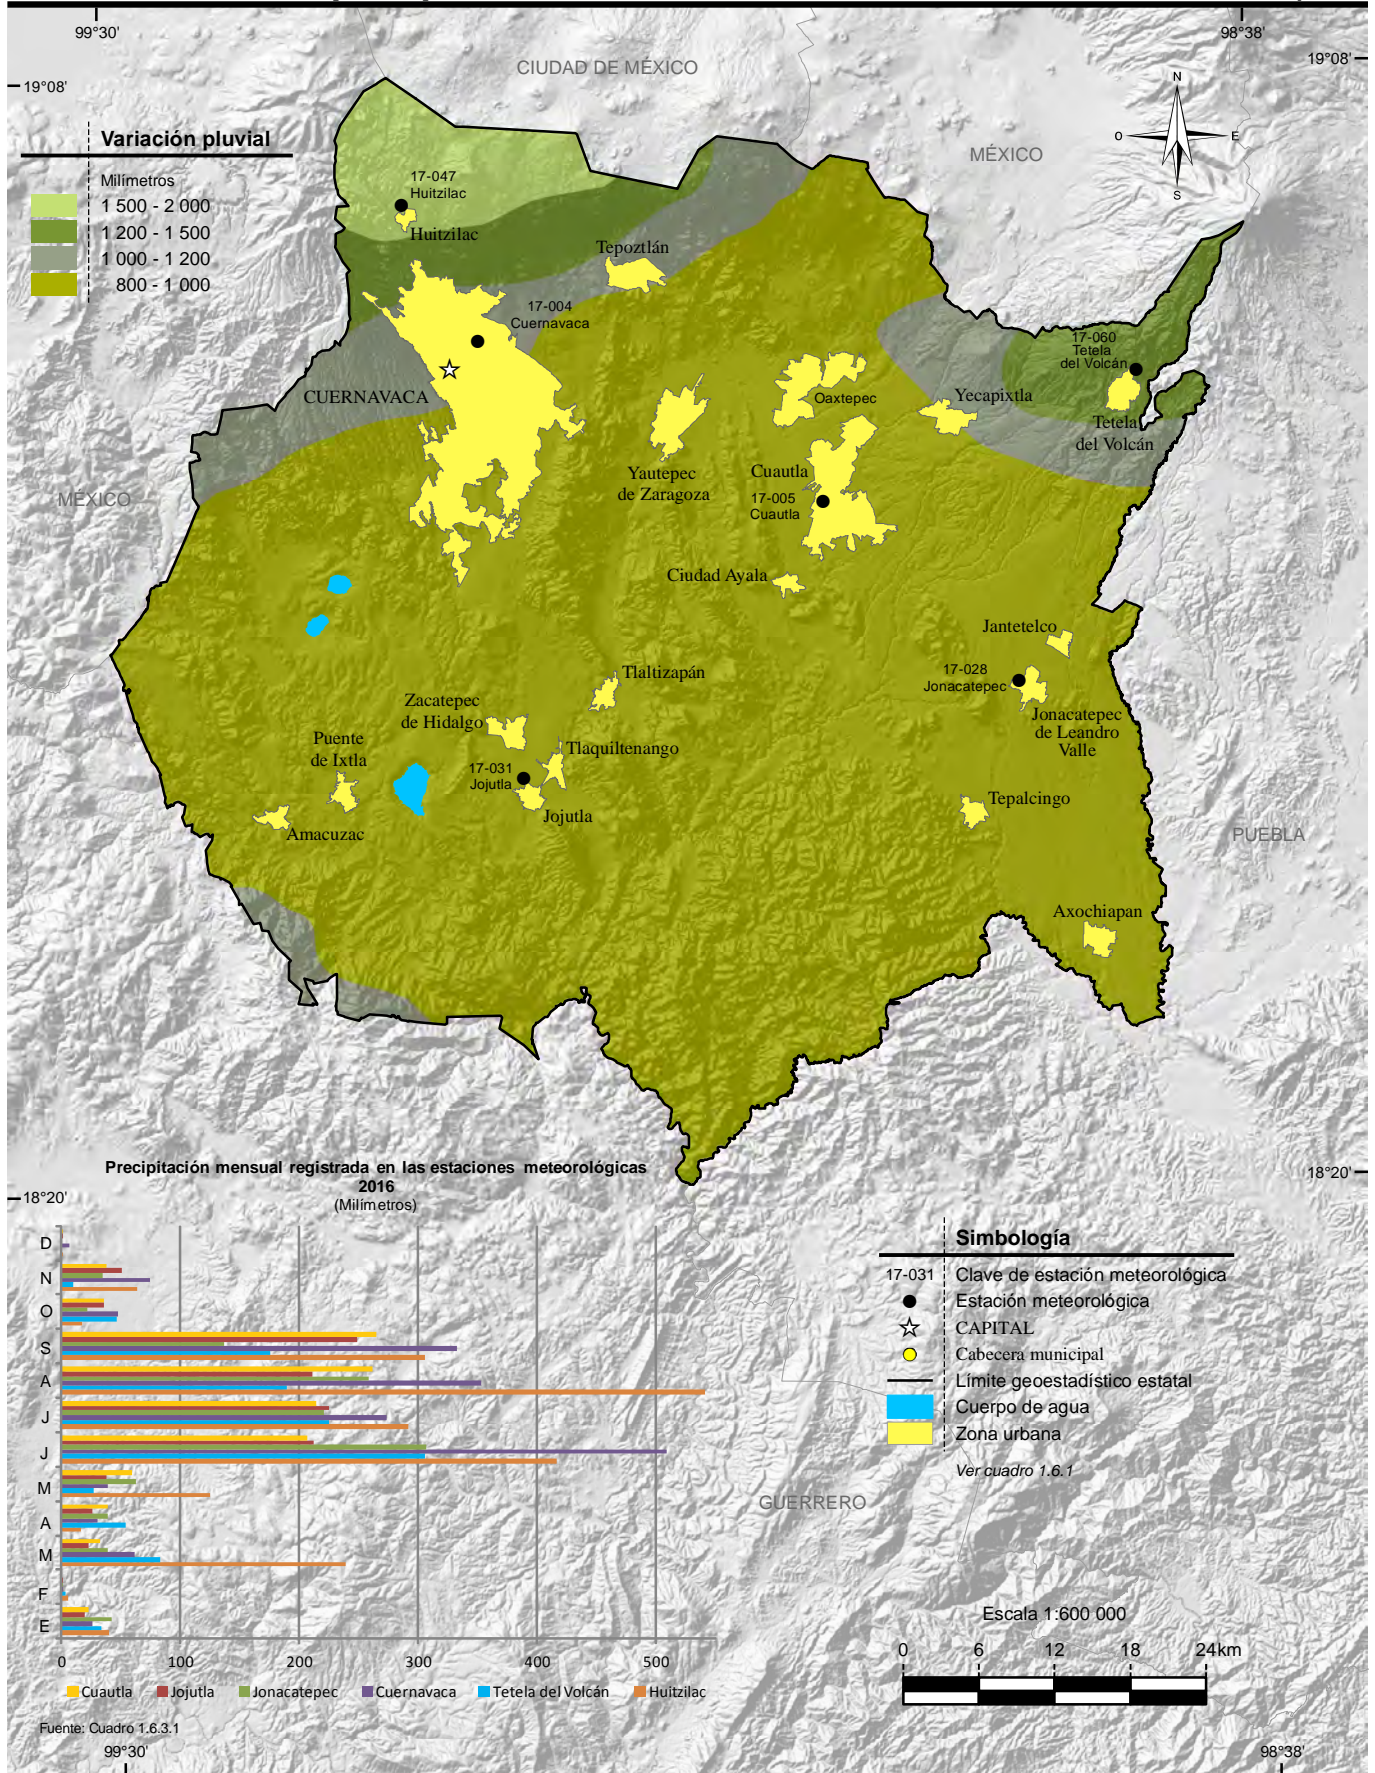 99°30'
98°38'
19°08'
19°08'
CIUDAD DE MÉXICO
MÉXICO
N
O
E
S
Variación pluvial
Milímetros
1 500 - 2 000
1 200 - 1 500
1 000 - 1 200
800 - 1 000
17-047
Huitzilac
Huitzilac
Tepoztlán
17-004
Cuernavaca
CUERNAVACA
17-060
Tetela
del Volcán
Tetela
del Volcán
Yecapixtla
Oaxtepec
Yautepec
de Zaragoza
Cuautla
17-005
Cuautla
MÉXICO
Ciudad Ayala
Jantetelco
17-028
Jonacatepec
Jonacatepec
de Leandro
Valle
Tlaltizapán
Zacatepec
de Hidalgo
Puente
de Ixtla
Tlaquiltenango
17-031
Jojutla
Jojutla
Amacuzac
Tepalcingo
PUEBLA
Axochiapan
Precipitación mensual registrada en las estaciones meteorológicas
2016
(Milímetros)
18°20'
18°20'
D
N
O
S
A
J
J
M
A
M
F
E
0 100 200 300 400 500
Cuautla Jojutla Jonacatepec Cuernavaca Tetela del Volcán Huitzilac
Fuente: Cuadro 1.6.3.1
Simbología
17-031 Clave de estación meteorológica
Estación meteorológica
CAPITAL
Cabecera municipal
Límite geoestadístico estatal
Cuerpo de agua
Zona urbana
Ver cuadro 1.6.1
GUERRERO
Escala 1:600 000
0 6 12 18 24km
99°30'
98°38'